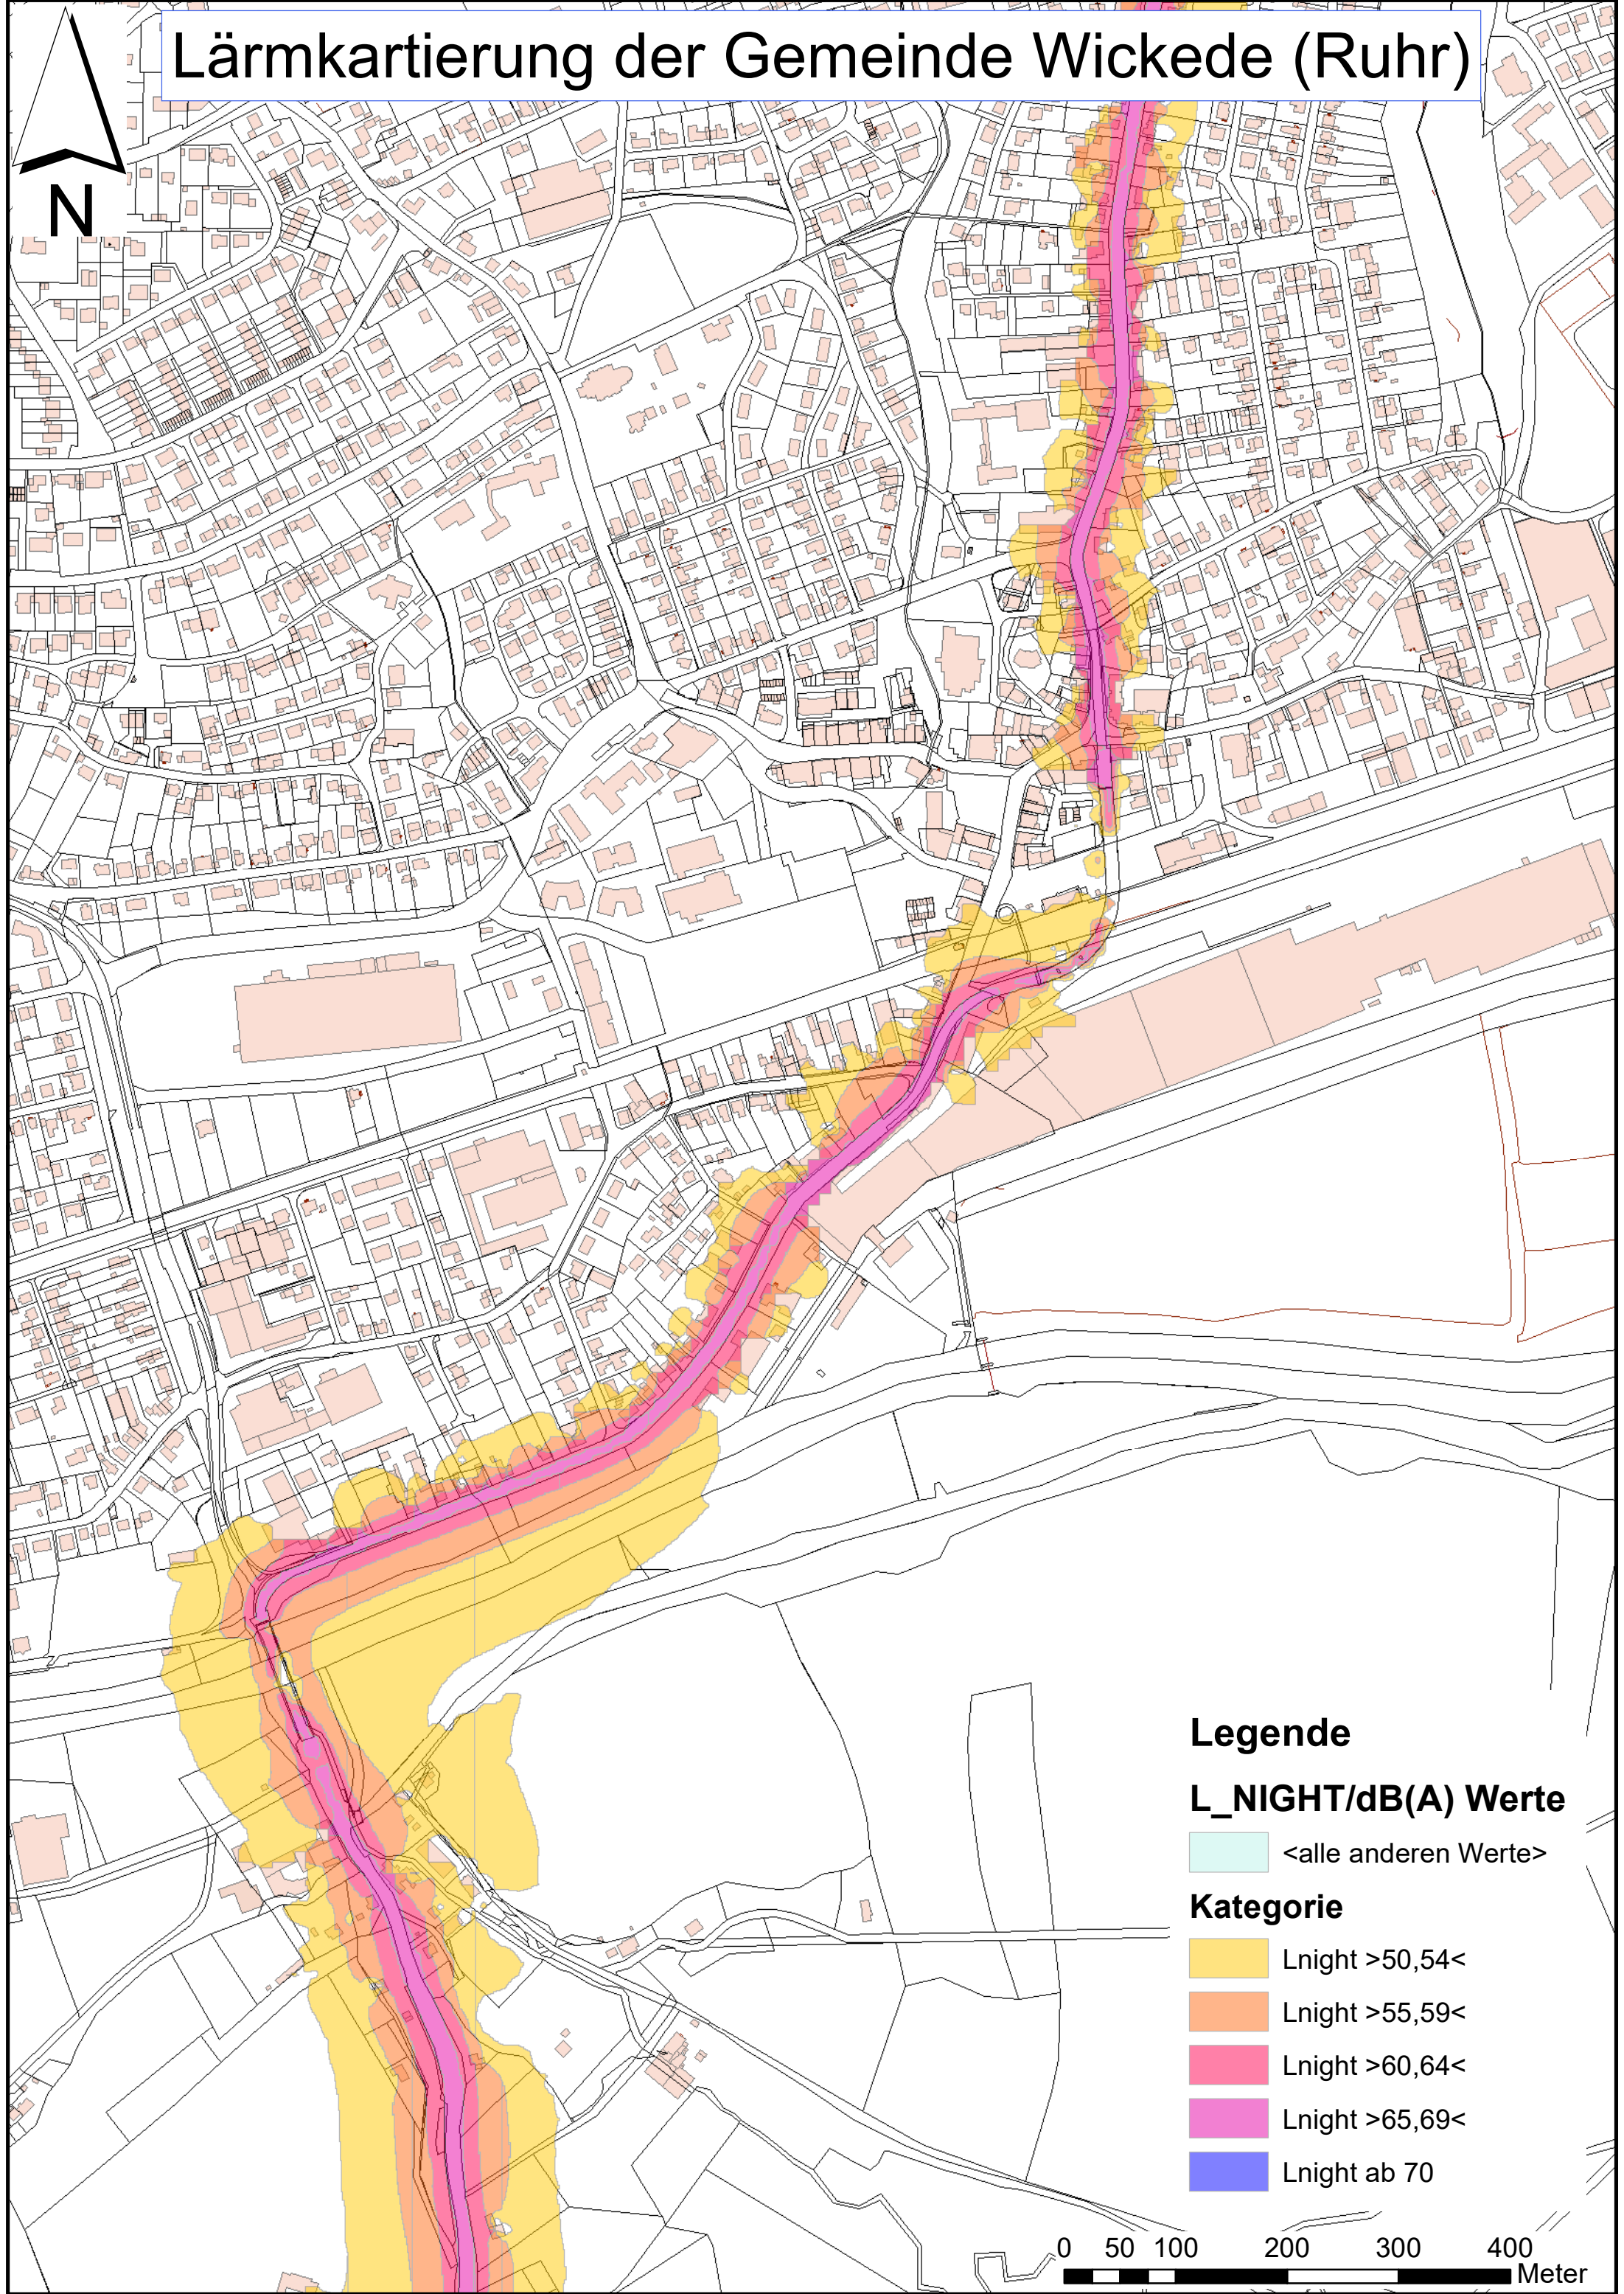 Lärmkartierung der Gemeinde Wickede (Ruhr)
N
Legende
L_NIGHT/dB(A) Werte
<alle anderen Werte>
Kategorie
Lnight >50,54<
Lnight >55,59<
Lnight >60,64<
Lnight >65,69<
Lnight ab 70
0 50 100 200 300 400
Meter